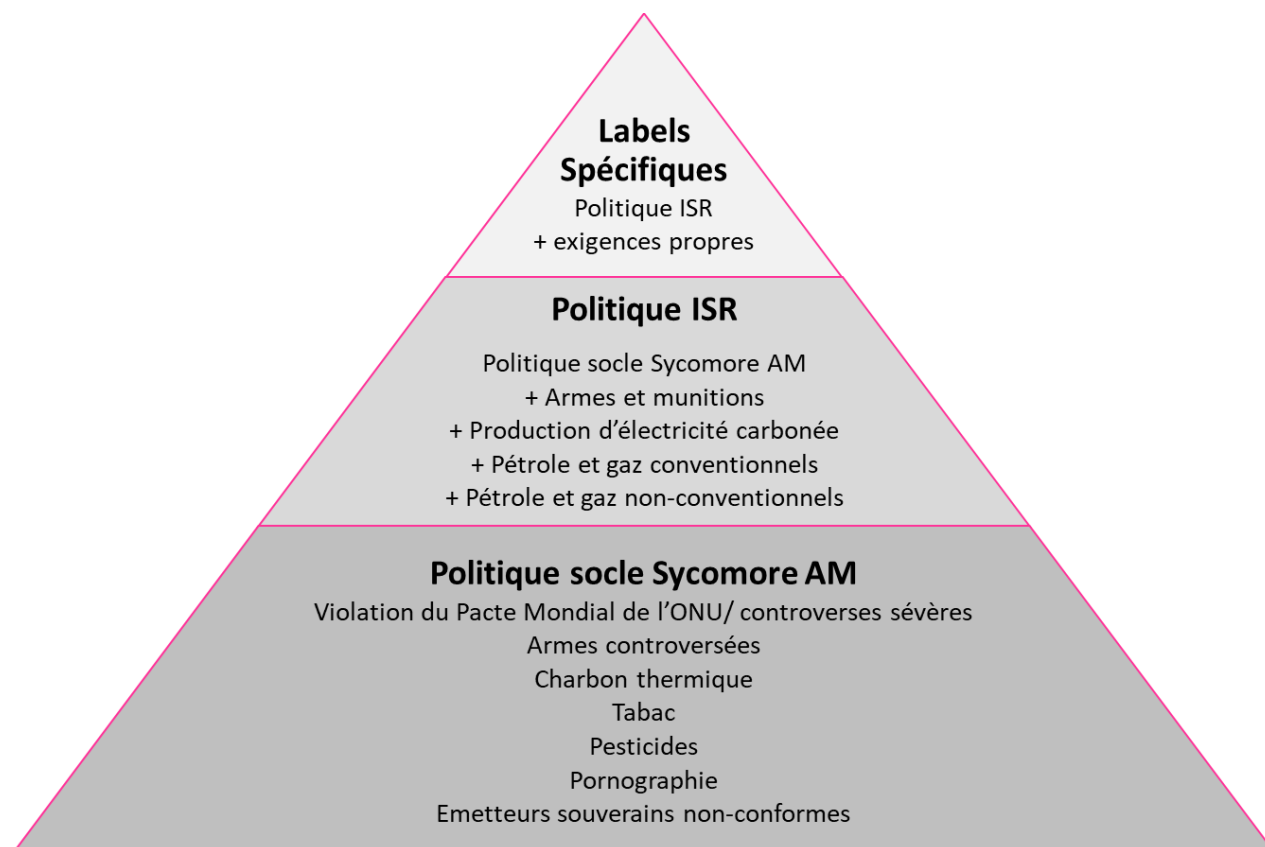 Labels
Spécifiques
Politique ISR
+ exigences propres
Politique ISR
Politique socle Sycomore AM
+ Armes et munitions
+ Production d’électricité carbonée
+ Pétrole et gaz conventionnels
+ Pétrole et gaz non-conventionnels
Politique socle Sycomore AM
Violation du Pacte Mondial de l’ONU/ controverses sévères
Armes controversées
Charbon thermique
Tabac
Pesticides
Pornographie
Emetteurs souverains non-conformes